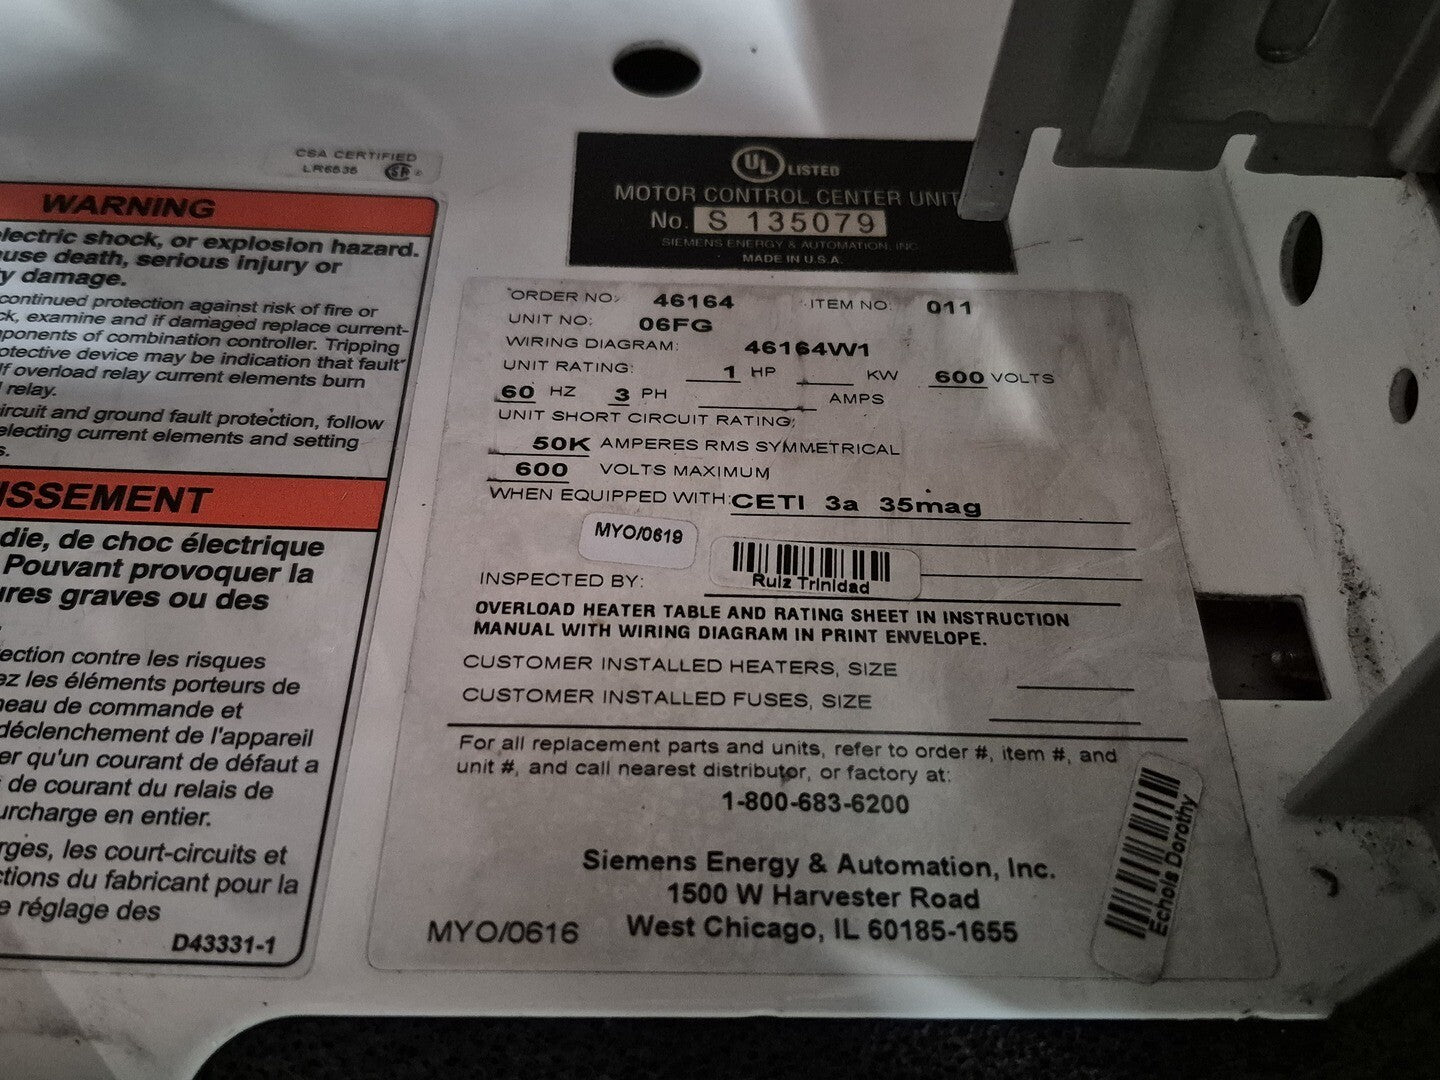 CSA CERTIFIED
LR6535
WARNING
electric shock, or explosion hazard.
use death, serious injury or
y damage.
continued protection against risk of fire or
ck, examine and if damaged replace current-
ponents of combination controller. Tripping
otective device may be indication that fault
If overload relay current elements burn
relay.
ircuit and ground fault protection, follow
electing current elements and setting
s.
ISSEMENT
die, de choc électrique
Pouvant provoquer la
ures graves ou des
ection contre les risques
ez les éléments porteurs de
neau de commande et
déclenchement de l'appareil
er qu'un courant de défaut a
de courant du relais de
urcharge en entier.
rges, les court-circuits et
ctions du fabricant pour la
e réglage des
D43331-1
UL LISTED
MOTOR CONTROL CENTER UNIT
No. S 135079
SIEMENS ENERGY & AUTOMATION, INC.
MADE IN U.S.A.
ORDER NO: 46164 ITEM NO: 011
UNIT NO: 06FG
WIRING DIAGRAM: 46164W1
UNIT RATING: 1 HP KW 600 VOLTS
60 HZ 3 PH AMPS
UNIT SHORT CIRCUIT RATING;
50K AMPERES RMS SYMMETRICAL
600 VOLTS MAXIMUM
WHEN EQUIPPED WITH: CETI 3a 35mag
MYO/0619
Ruiz Trinidad
INSPECTED BY:
OVERLOAD HEATER TABLE AND RATING SHEET IN INSTRUCTION
MANUAL WITH WIRING DIAGRAM IN PRINT ENVELOPE.
CUSTOMER INSTALLED HEATERS, SIZE
CUSTOMER INSTALLED FUSES, SIZE
For all replacement parts and units, refer to order #, item #, and
unit #, and call nearest distributor, or factory at:
1-800-683-6200
Siemens Energy & Automation, Inc.
1500 W Harvester Road
West Chicago, IL 60185-1655
MYO/0616
Echols Dorothy